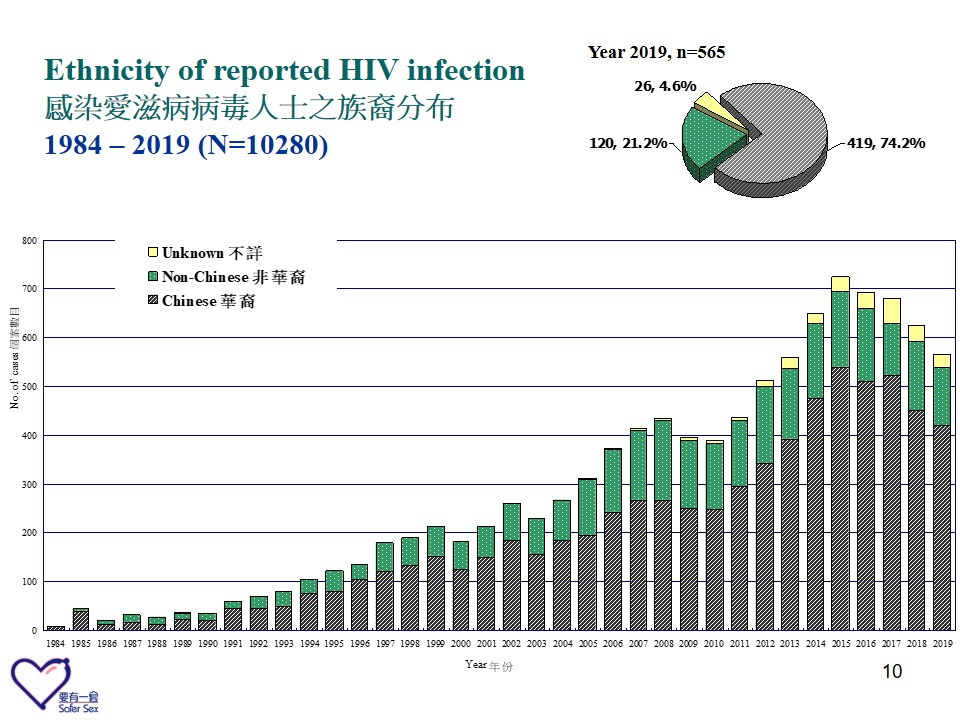 Ethnicity of reported HIV infection
感染愛滋病病毒人士之族裔分布
1984 – 2019 (N=10280)
Year 2019, n=565
26, 4.6%
120, 21.2%
419, 74.2%
Unknown 不詳
Non-Chinese 非華裔
Chinese 華裔
No. of cases 個案數目
800
700
600
500
400
300
200
100
0
1984 1985 1986 1987 1988 1989 1990 1991 1992 1993 1994 1995 1996 1997 1998 1999 2000 2001 2002 2003 2004 2005 2006 2007 2008 2009 2010 2011 2012 2013 2014 2015 2016 2017 2018 2019
Year 年份
要有一套
Safer Sex
10